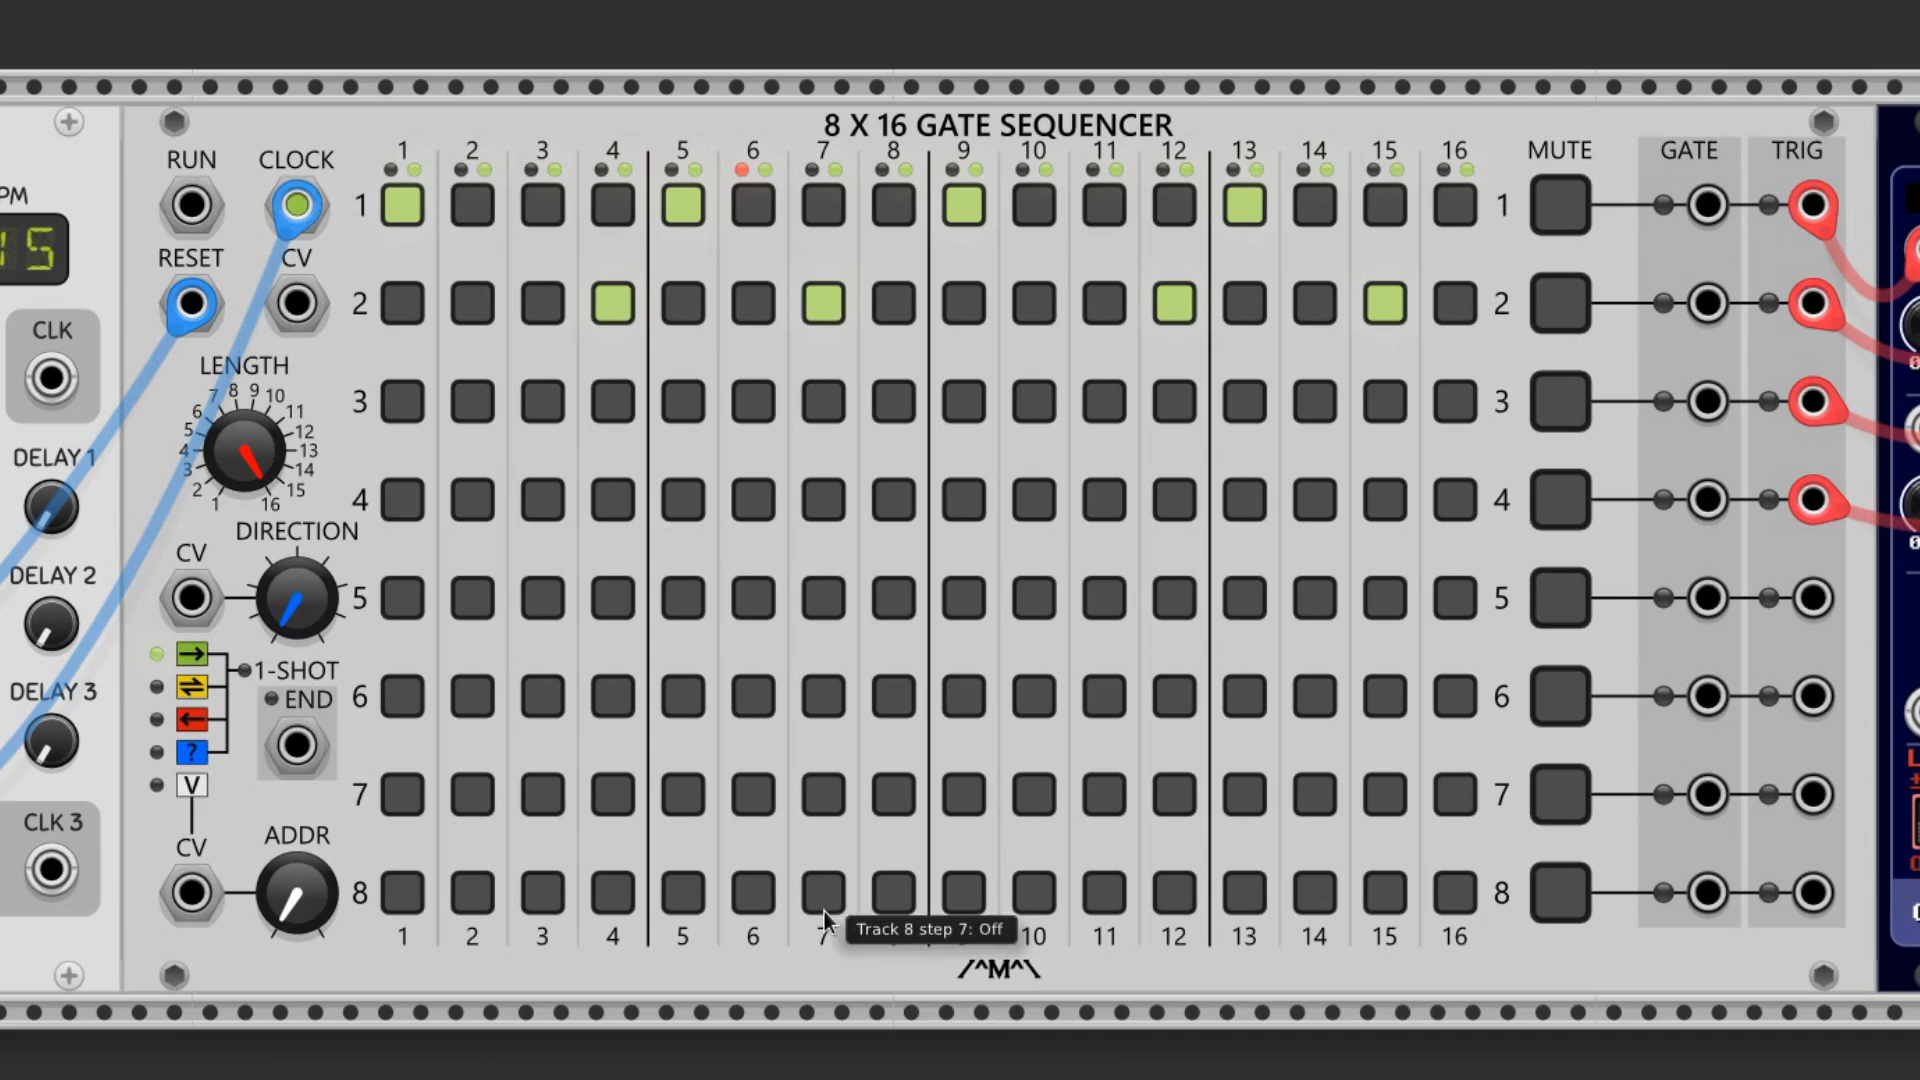 8 X 16 GATE SEQUENCER
RUN CLOCK 1 2 3 4 5 6 7 8 9 10 11 12 13 14 15 16 MUTE GATE TRIG
PM
1 1
15
RESET CV
2 2
CLK
LENGTH
1 2 3 4 5 6 7 8 9 10 11 12 13 14 15 16
3 3
DELAY 1
4 4
DIRECTION
CV
DELAY 2
5 5
→
1-SHOT
⇌
DELAY 3
END
6 6
←
?
V
7 7
CLK 3
ADDR
CV
8 8
Track 8 step 7: Off
1 2 3 4 5 6 7 10 11 12 13 14 15 16
/^M^\